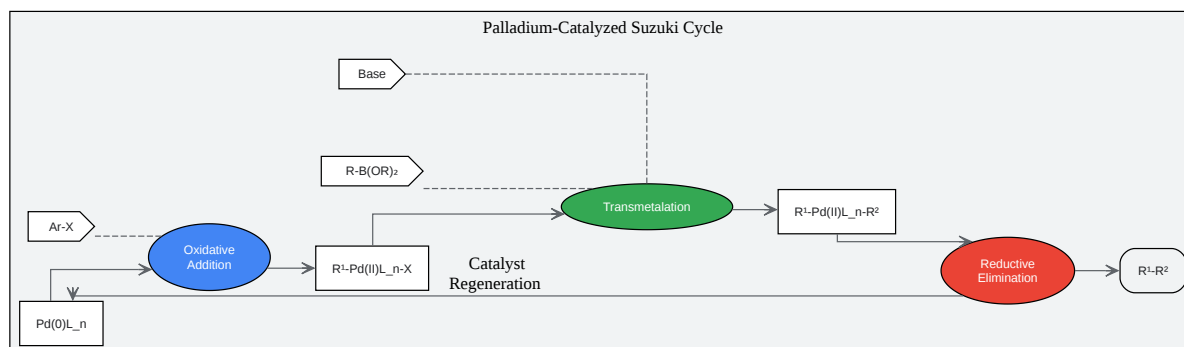 Palladium-Catalyzed Suzuki Cycle
Base
R-B(OR)₂
Ar-X
Oxidative
Addition
R¹-Pd(II)L_n-X
Transmetalation
R¹-Pd(II)L_n-R²
Reductive
Elimination
R¹-R²
Catalyst
Regeneration
Pd(0)L_n